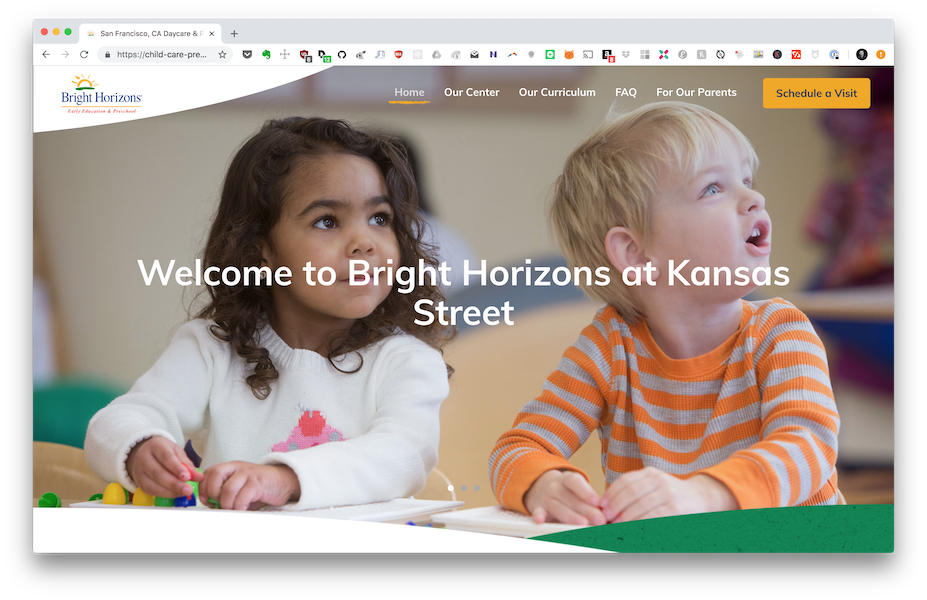 San Francisco, CA Daycare & P
https://child-care-pre...
Bright Horizons®
Early Education & Preschool
Home
Our Center
Our Curriculum
FAQ
For Our Parents
Schedule a Visit
Welcome to Bright Horizons at Kansas
Street